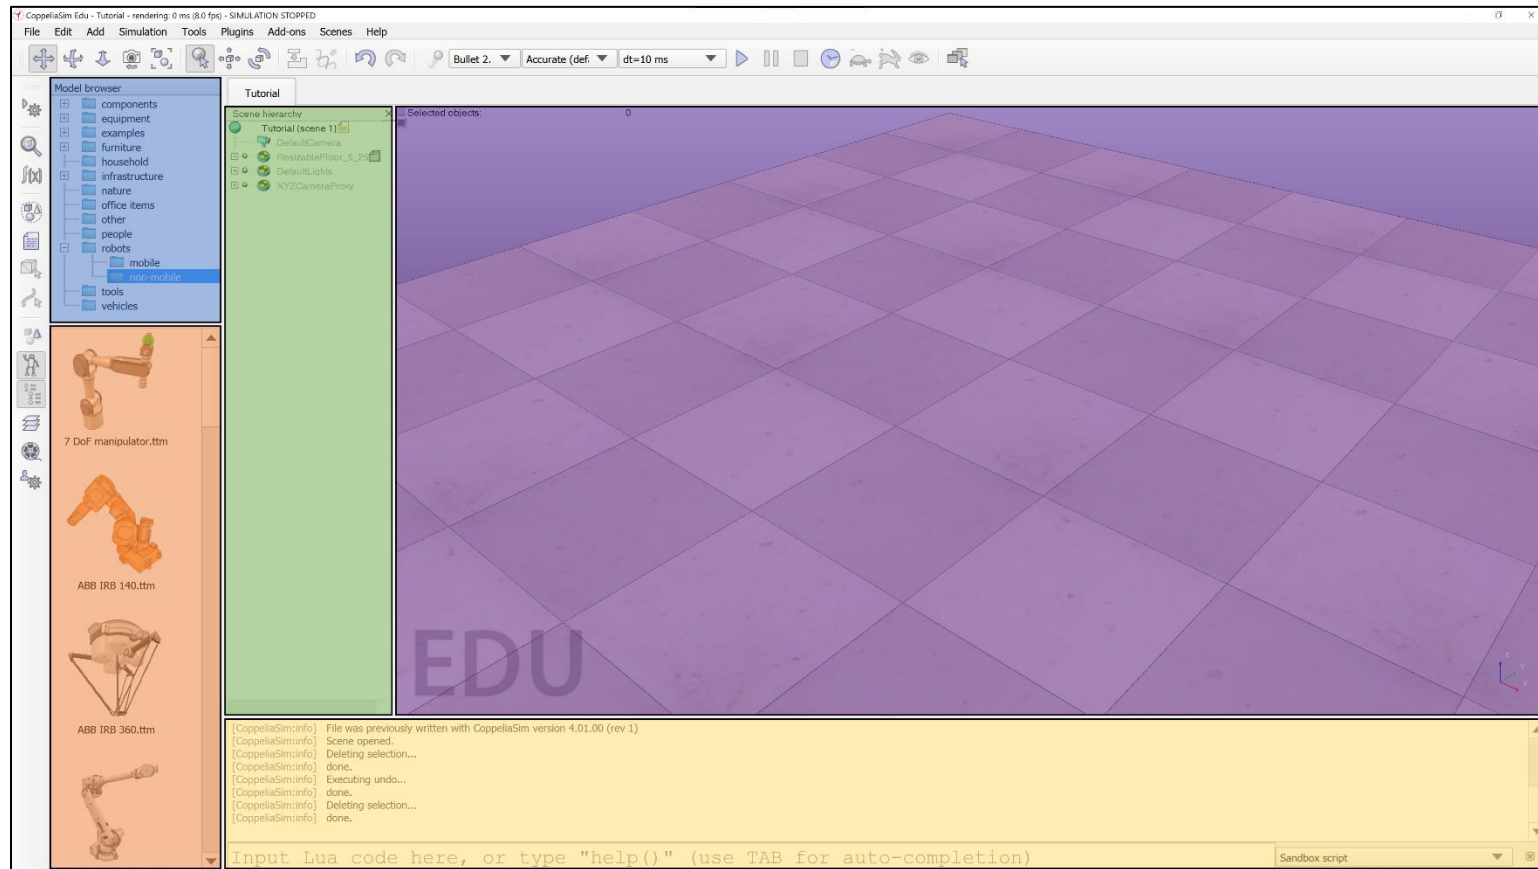 CoppeliaSim Edu - Tutorial - rendering: 0 ms (8.0 fps) - SIMULATION STOPPED
File Edit Add Simulation Tools Plugins Add-ons Scenes Help
Bullet 2. Accurate (def. dt=10 ms
Model browser
components
equipment
examples
furniture
household
infrastructure
nature
office items
other
people
robots
mobile
non-mobile
tools
vehicles
f(x)
7 DoF manipulator.ttm
ABB IRB 140.ttm
ABB IRB 360.ttm
Tutorial
Scene hierarchy
Tutorial (scene 1)
DefaultCamera
ResizableFloor_5_25
DefaultLights
XYZCameraProxy
Selected objects: 0
EDU
z
y
x
[CoppeliaSim:info] File was previously written with CoppeliaSim version 4.01.00 (rev 1)
[CoppeliaSim:info] Scene opened.
[CoppeliaSim:info] Deleting selection...
[CoppeliaSim:info] done.
[CoppeliaSim:info] Executing undo...
[CoppeliaSim:info] done.
[CoppeliaSim:info] Deleting selection...
[CoppeliaSim:info] done.
Input Lua code here, or type "help()" (use TAB for auto-completion)
Sandbox script